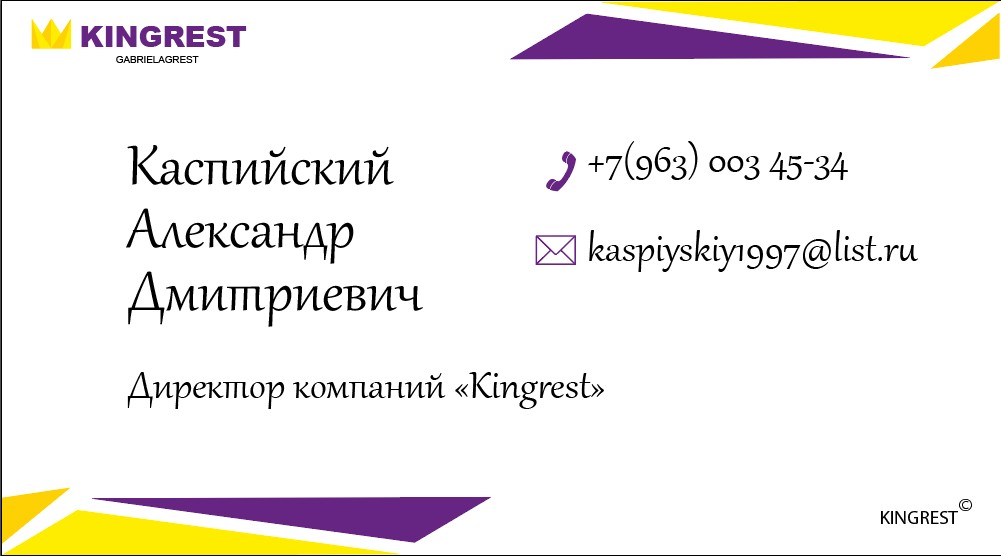 KINGREST
GABRIELAGREST
Каспийский
Александр
Дмитриевич
+7(963) 003 45-34
kaspiyskiy1997@list.ru
Директор компаний «Kingrest»
KINGREST©